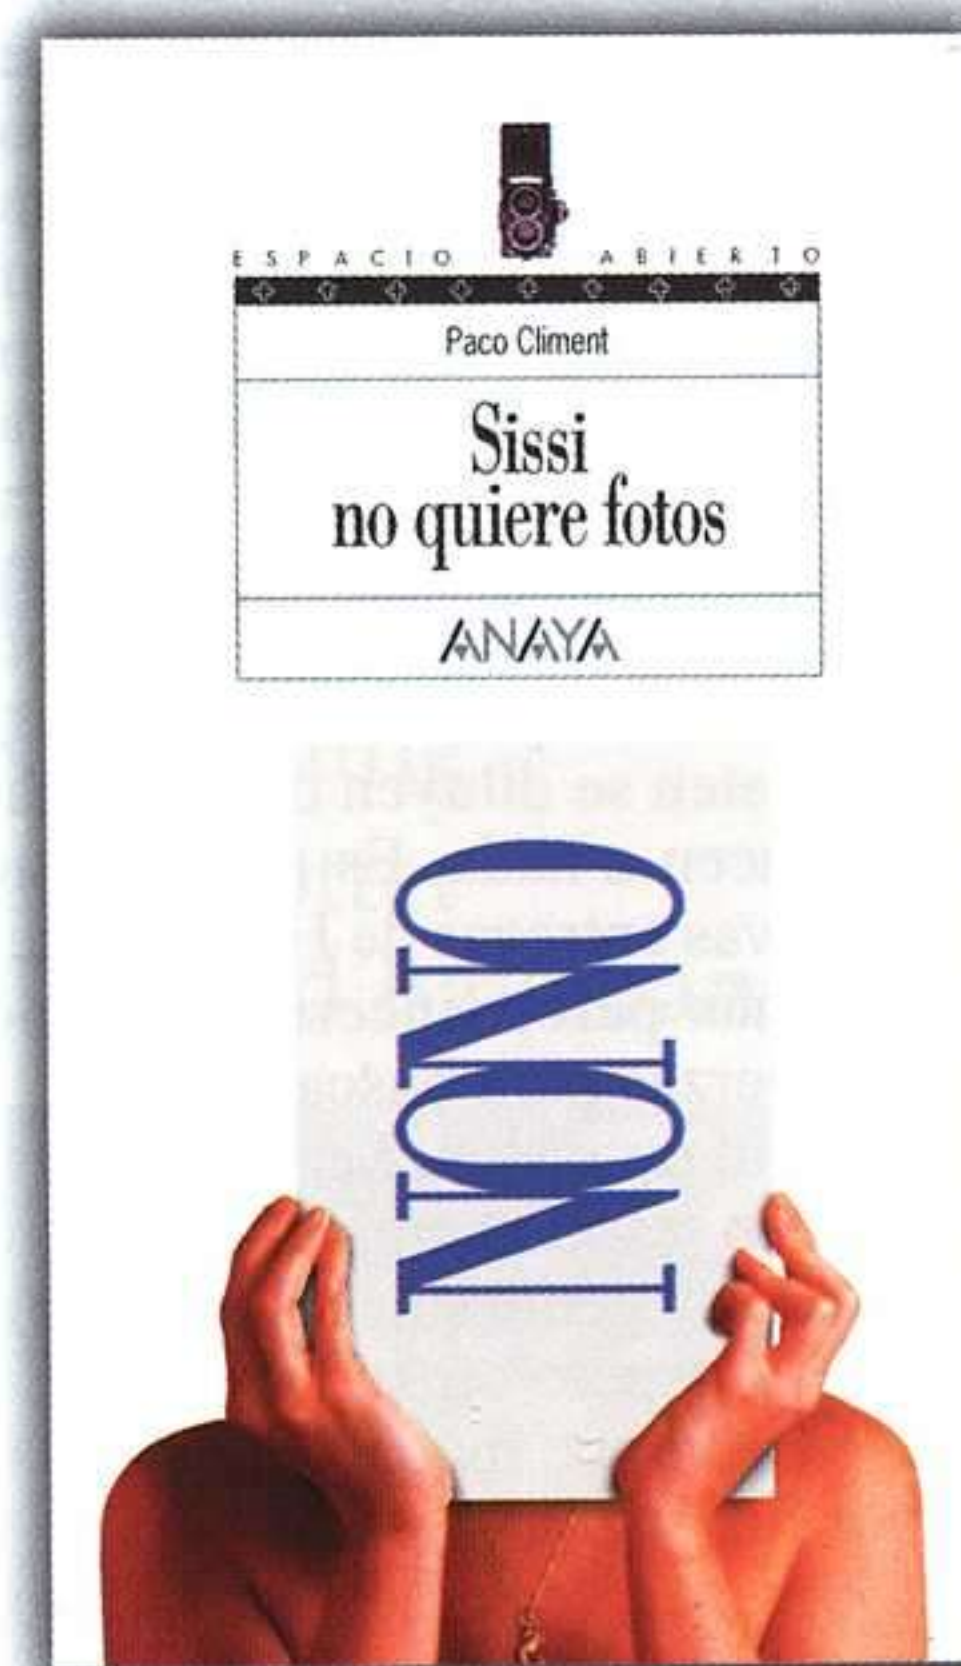 ESPACIO ABIERTO
Paco Climent
Sissi
no quiere fotos
ANAYA
NONO